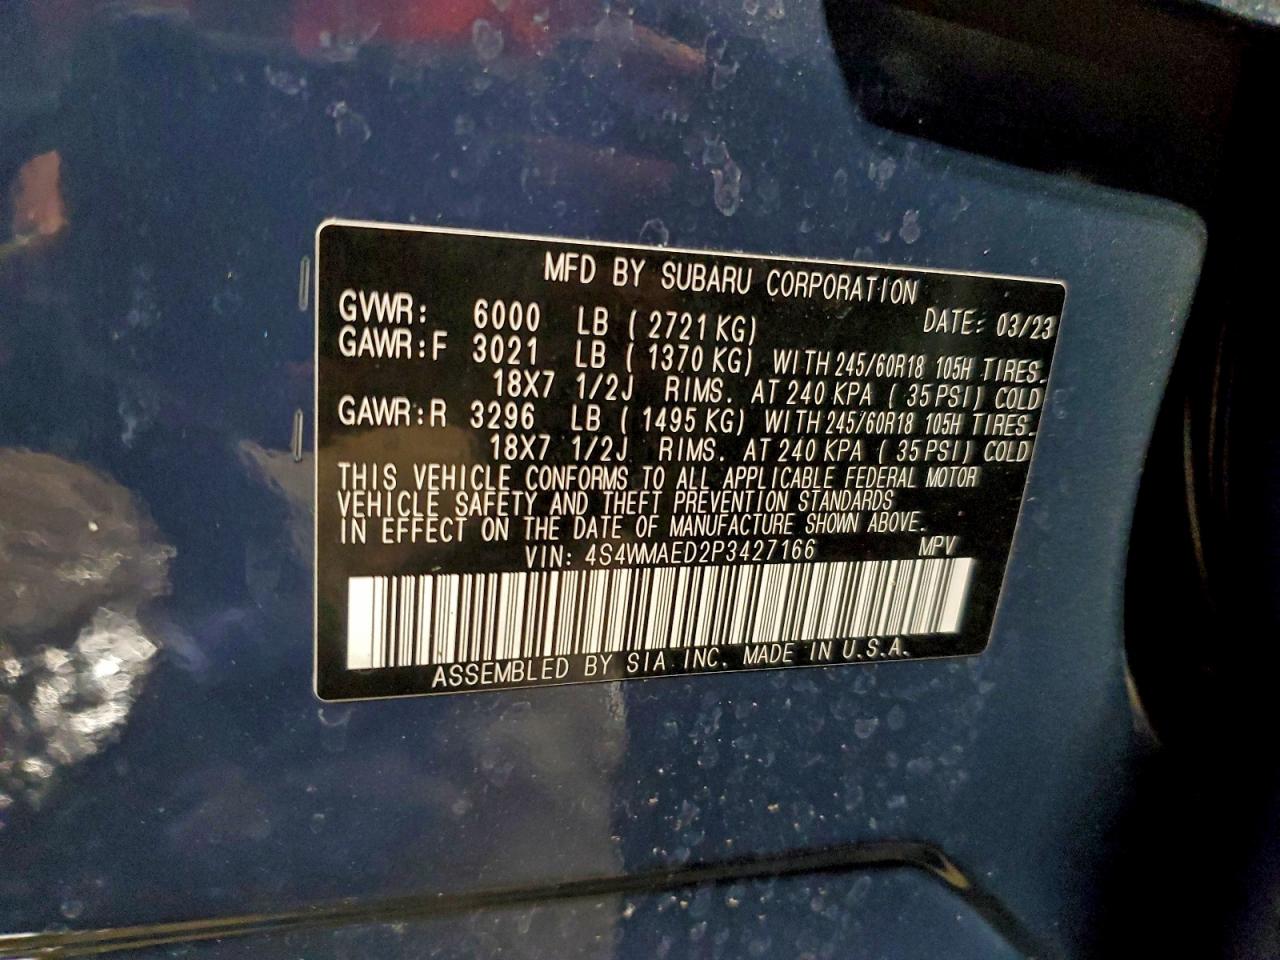 MFD BY SUBARU CORPORATION
GVWR: 6000 LB ( 2721 KG) DATE: 03/23
GAWR:F 3021 LB ( 1370 KG) WITH 245/60R18 105H TIRES.
18X7 1/2J RIMS. AT 240 KPA ( 35 PSI) COLD
GAWR:R 3296 LB ( 1495 KG) WITH 245/60R18 105H TIRES.
18X7 1/2J RIMS. AT 240 KPA ( 35 PSI) COLD
THIS VEHICLE CONFORMS TO ALL APPLICABLE FEDERAL MOTOR
VEHICLE SAFETY AND THEFT PREVENTION STANDARDS
IN EFFECT ON THE DATE OF MANUFACTURE SHOWN ABOVE.
VIN: 4S4WMAED2P3427166 MPV
ASSEMBLED BY SIA INC. MADE IN U.S.A.